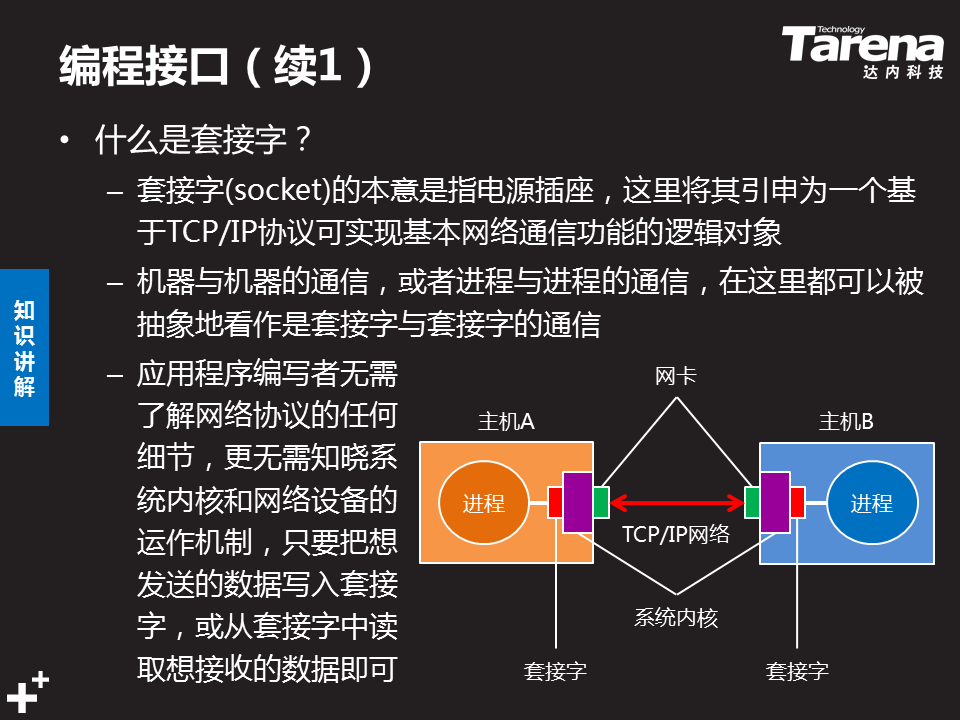 编程接口（续1）
Technology
Tarena
达内科技
• 什么是套接字？
– 套接字(socket)的本意是指电源插座，这里将其引申为一个基
于TCP/IP协议可实现基本网络通信功能的逻辑对象
– 机器与机器的通信，或者进程与进程的通信，在这里都可以被
抽象地看作是套接字与套接字的通信
知识讲解
– 应用程序编写者无需
了解网络协议的任何
细节，更无需知晓系
统内核和网络设备的
运作机制，只要把想
发送的数据写入套接
字，或从套接字中读
取想接收的数据即可
网卡
主机A
主机B
进程
进程
TCP/IP网络
系统内核
套接字
套接字